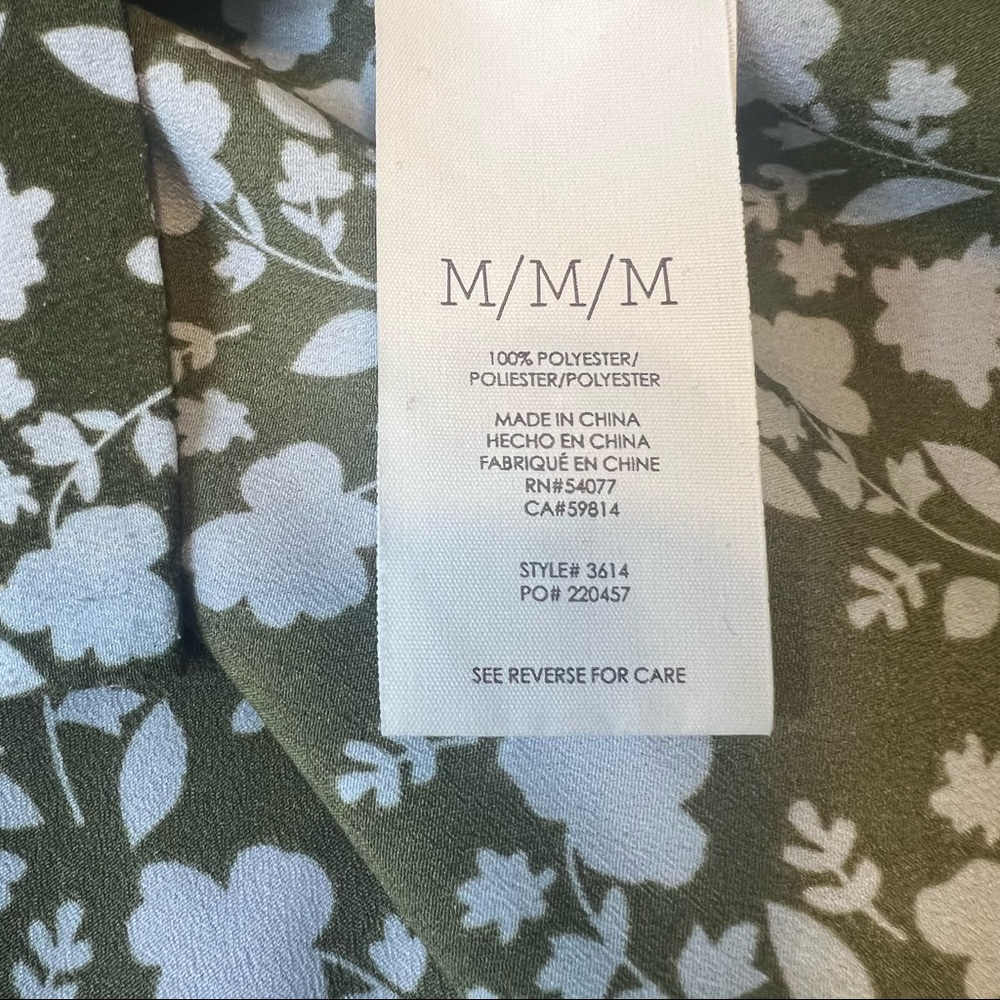 M/M/M
100% POLYESTER/
POLIESTER/POLYESTER
MADE IN CHINA
HECHO EN CHINA
FABRIQUÉ EN CHINE
RN#54077
CA#59814
STYLE# 3614
PO# 220457
SEE REVERSE FOR CARE